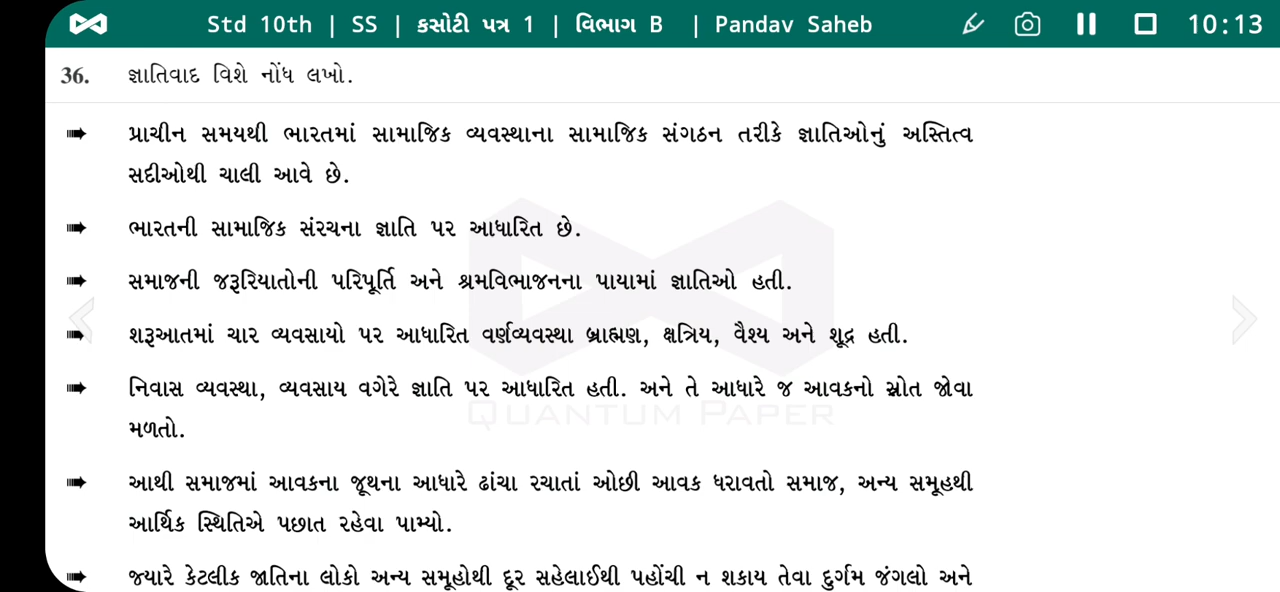 Std 10th | SS | કસોટી પત્ર 1 | વિભાગ B | Pandav Saheb 10:13
36. જ્ઞાતિવાદ વિશે નોંધ લખો.
પ્રાચીન સમયથી ભારતમાં સામાજિક વ્યવસ્થાના સામાજિક સંગઠન તરીકે જ્ઞાતિઓનું અસ્તિત્વ
સદીઓથી ચાલી આવે છે.
ભારતની સામાજિક સંરચના જ્ઞાતિ પર આધારિત છે.
સમાજની જરૂરિયાતોની પરિપૂર્તિ અને શ્રમવિભાજનના પાયામાં જ્ઞાતિઓ હતી.
શરૂઆતમાં ચાર વ્યવસાયો પર આધારિત વર્ણવ્યવસ્થા બ્રાહ્મણ, ક્ષત્રિય, વૈશ્ય અને શૂદ્ર હતી.
નિવાસ વ્યવસ્થા, વ્યવસાય વગેરે જ્ઞાતિ પર આધારિત હતી. અને તે આધારે જ આવકનો સ્રોત જોવા
મળતો.
QUANTUM PAPER
આથી સમાજમાં આવકના જૂથના આધારે ઢાંચા રચાતાં ઓછી આવક ધરાવતો સમાજ, અન્ય સમૂહથી
આર્થિક સ્થિતિએ પછાત રહેવા પામ્યો.
જ્યારે કેટલીક જાતિના લોકો અન્ય સમૂહોથી દૂર સહેલાઈથી પહોંચી ન શકાય તેવા દુર્ગમ જંગલો અને